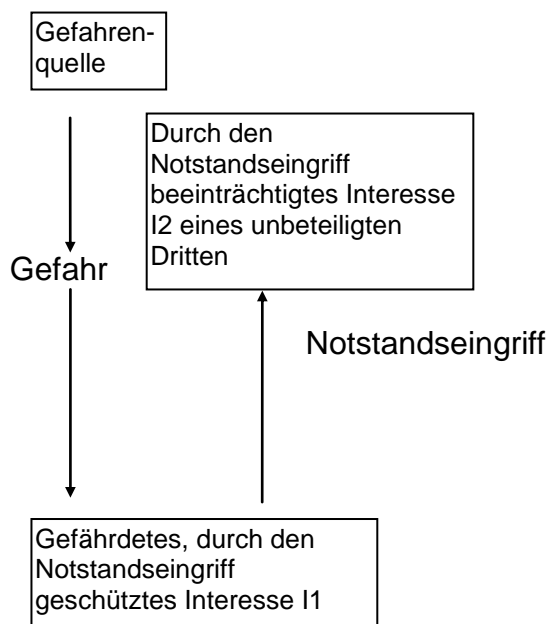 Gefahren-
quelle
Durch den
Notstandseingriff
beeinträchtigtes Interesse
I2 eines unbeteiligten
Dritten
Gefahr
Notstandseingriff
Gefährdetes, durch den
Notstandseingriff
geschütztes Interesse I1